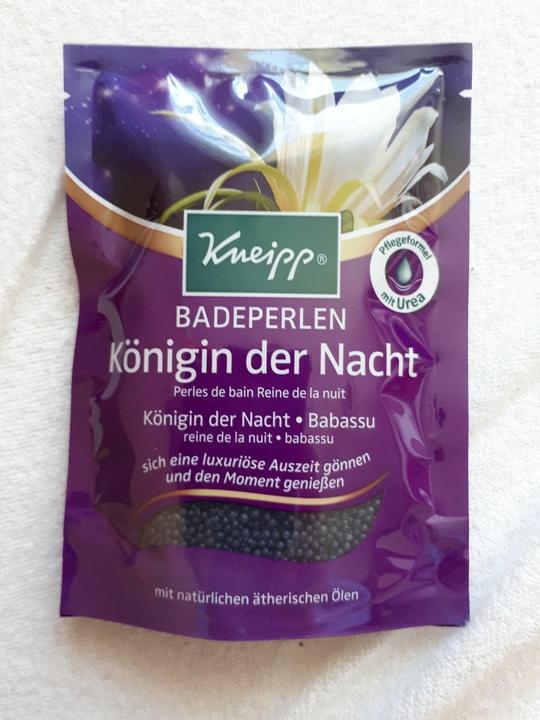 Kneipp®
Pflegeformel
mit Urea
BADEPERLEN
Königin der Nacht
Perles de bain Reine de la nuit
Königin der Nacht • Babassu
reine de la nuit • babassu
sich eine luxuriöse Auszeit gönnen
und den Moment genießen
mit natürlichen ätherischen Ölen